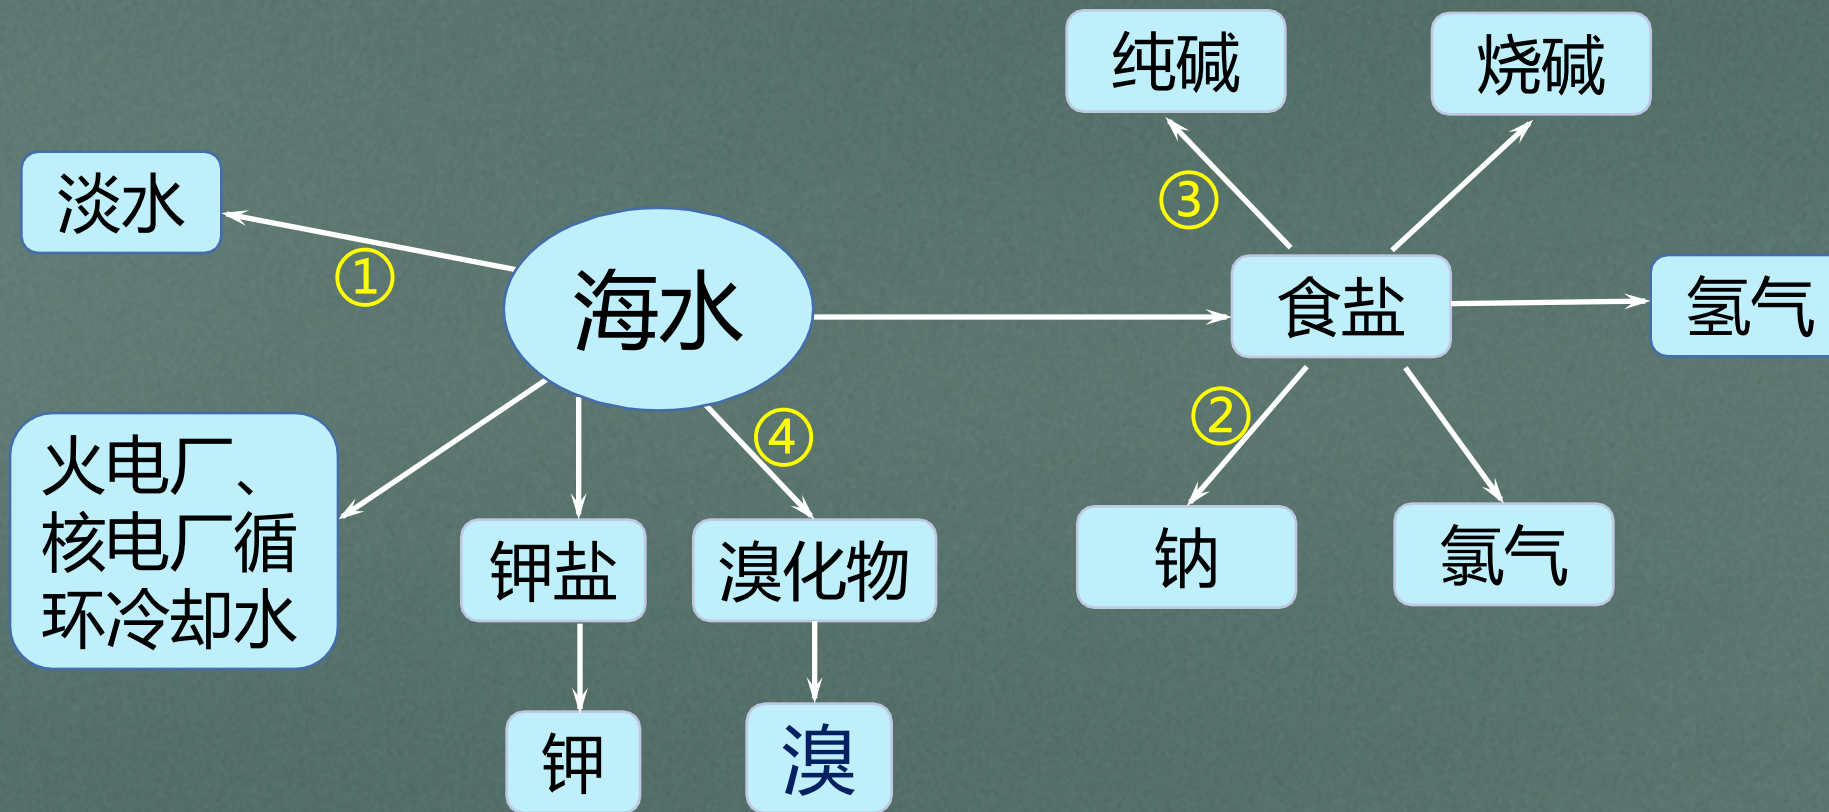 纯碱
烧碱
淡水
①
③
海水
食盐
氢气
②
④
火电厂、
核电厂循
环冷却水
钾盐
溴化物
钠
氯气
钾
溴